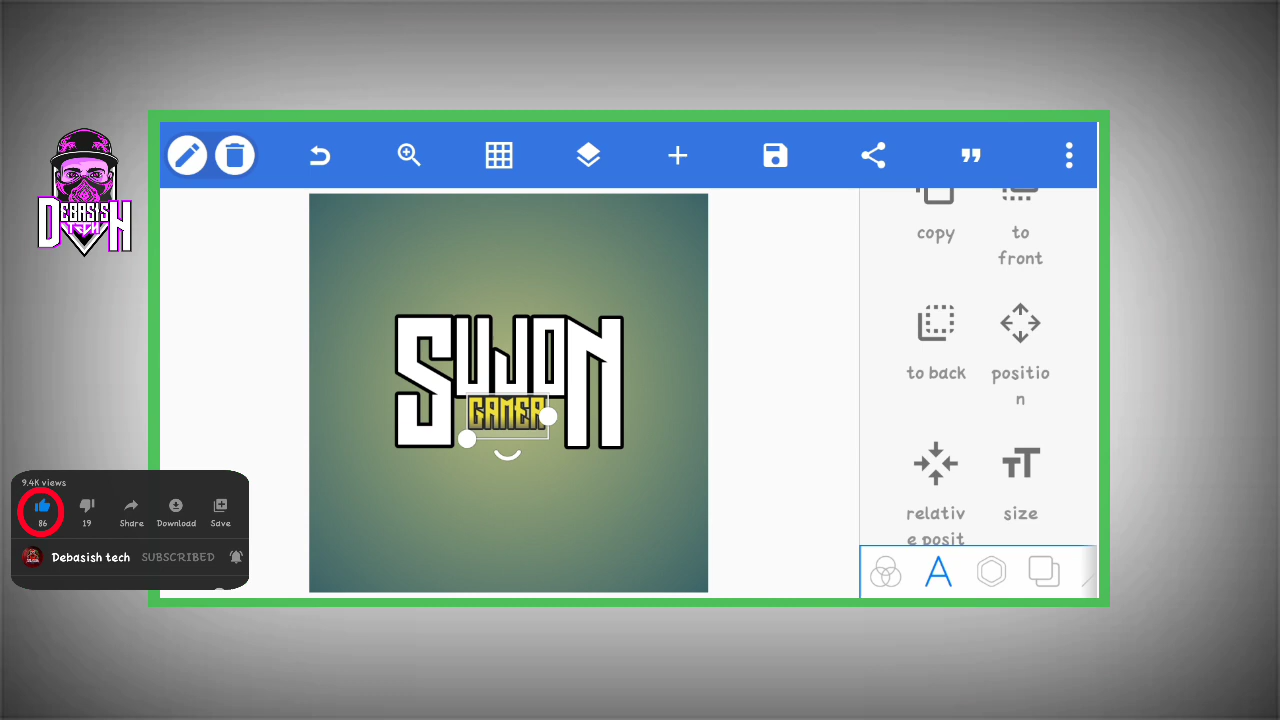 copy
to
front
to back
positio
n
relativ
e posit
size
SUJON
GAMER
DEBASISH
TECH
9.4K views
86
19
Share
Download
Save
Debasish tech
SUBSCRIBED